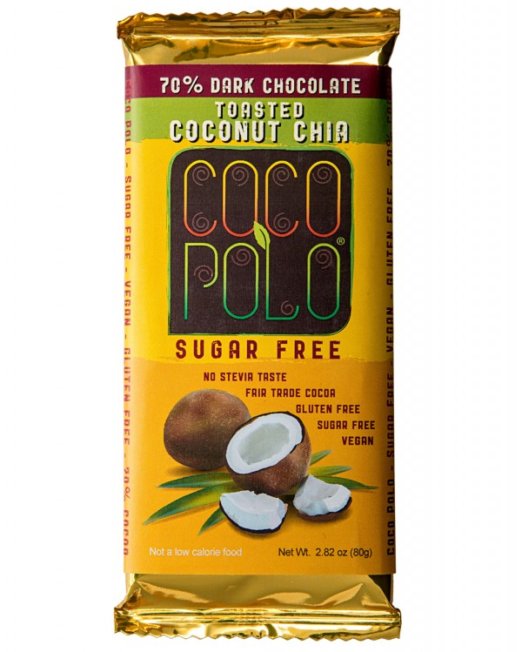 70% DARK CHOCOLATE
TOASTED
COCONUT CHIA
COCO
POLO®
SUGAR FREE
NO STEVIA TASTE
FAIR TRADE COCOA
GLUTEN FREE
SUGAR FREE
VEGAN
Not a low calorie food
Net Wt. 2.82 oz (80g)
COCO POLO - SUGAR FREE - VEGAN - GLUTEN FREE - 70% COCOA
COCO POLO - SUGAR FREE - VEGAN - GLUTEN FREE - 70%